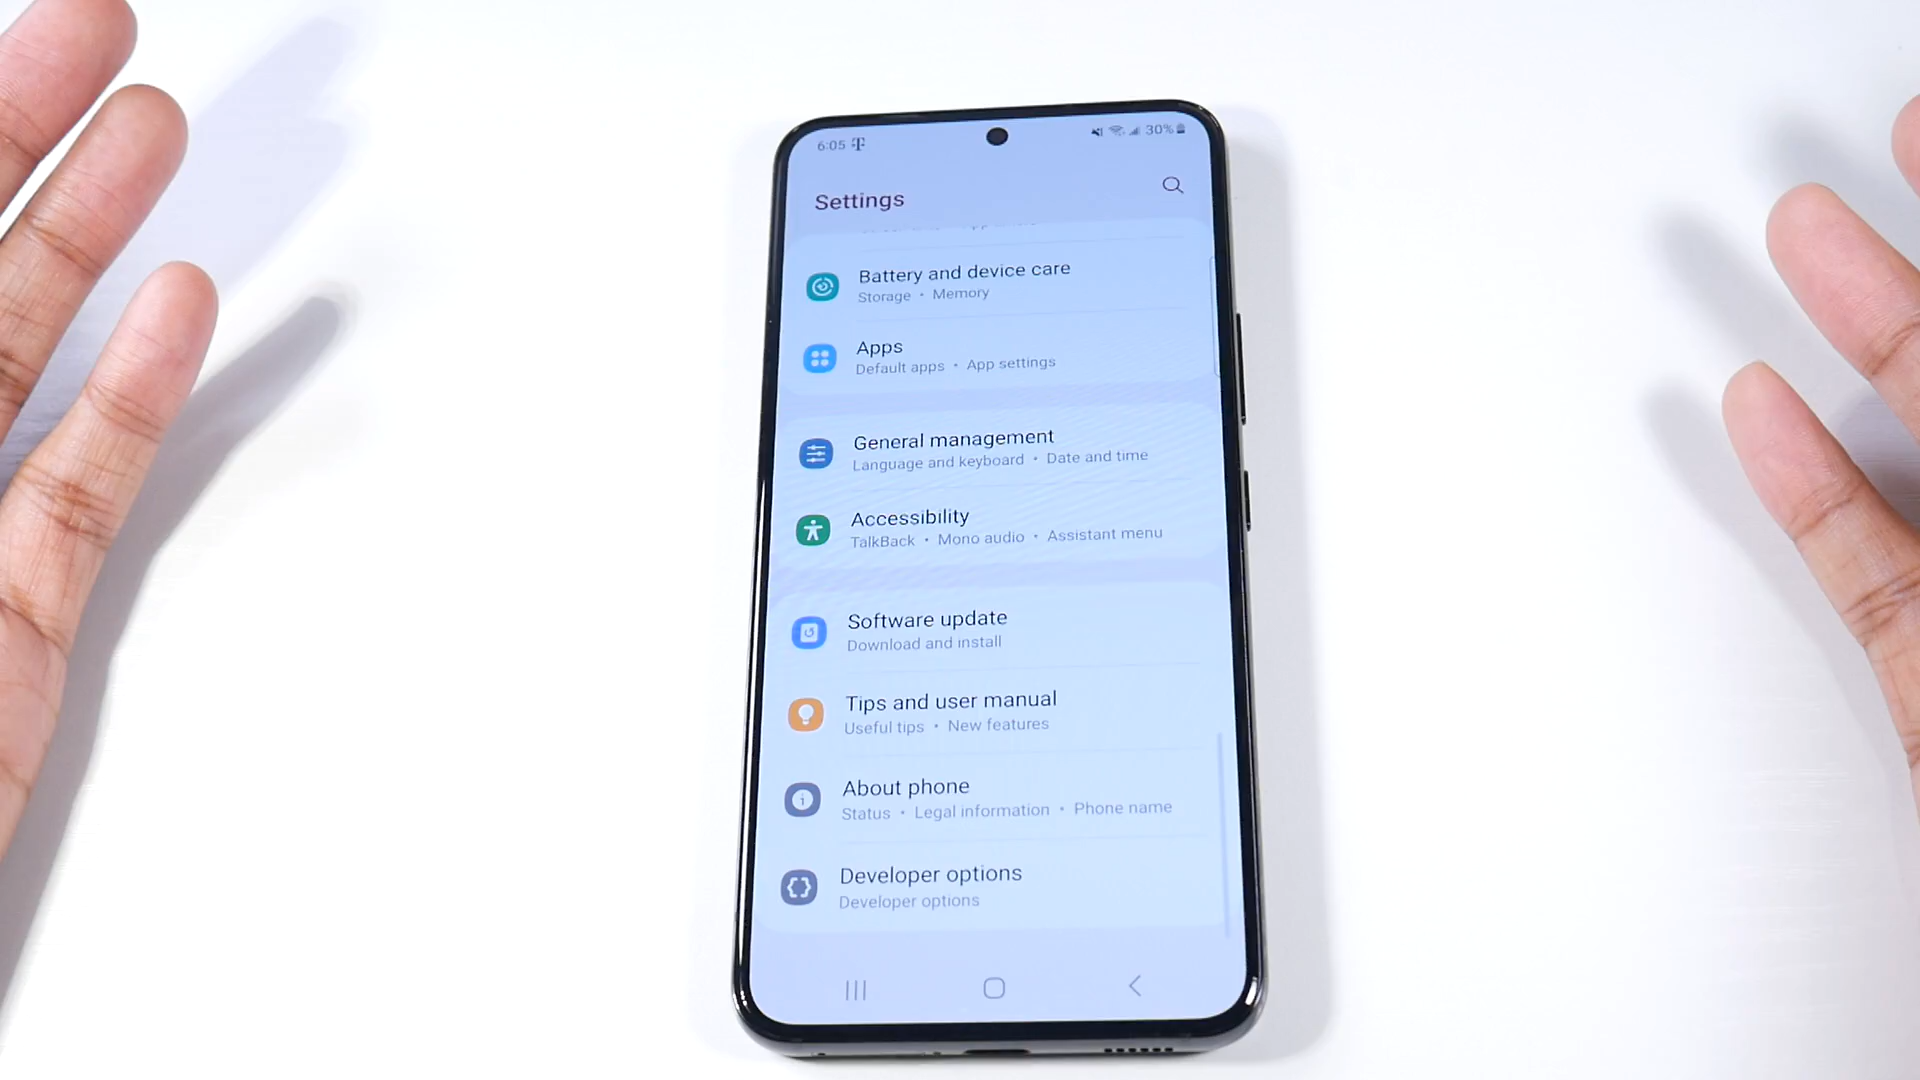 6:05
30%
Settings
Battery and device care
Storage • Memory
Apps
Default apps • App settings
General management
Language and keyboard • Date and time
Accessibility
TalkBack • Mono audio • Assistant menu
Software update
Download and install
Tips and user manual
Useful tips • New features
About phone
Status • Legal information • Phone name
Developer options
Developer options